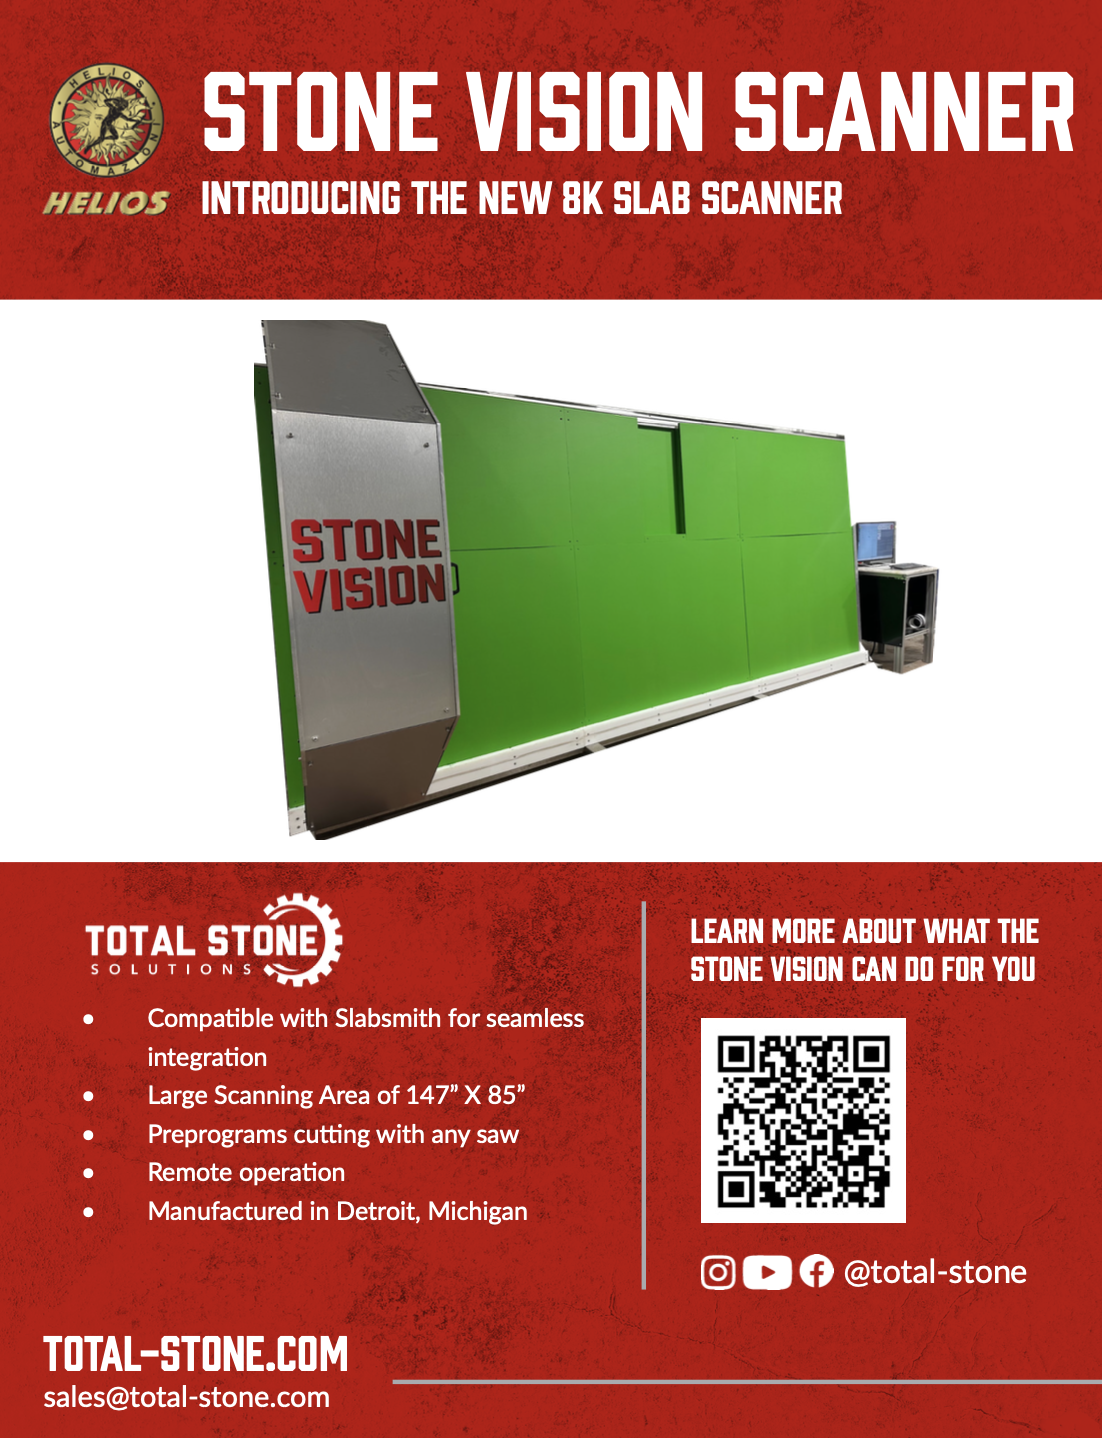 HELIOS
AUTOMAZIONI
HELIOS
STONE VISION SCANNER
INTRODUCING THE NEW 8K SLAB SCANNER
STONE
VISION
TOTAL STONE
SOLUTIONS
• Compatible with Slabsmith for seamless
integration
• Large Scanning Area of 147” X 85”
• Preprograms cutting with any saw
• Remote operation
• Manufactured in Detroit, Michigan
LEARN MORE ABOUT WHAT THE
STONE VISION CAN DO FOR YOU
@total-stone
TOTAL-STONE.COM
sales@total-stone.com